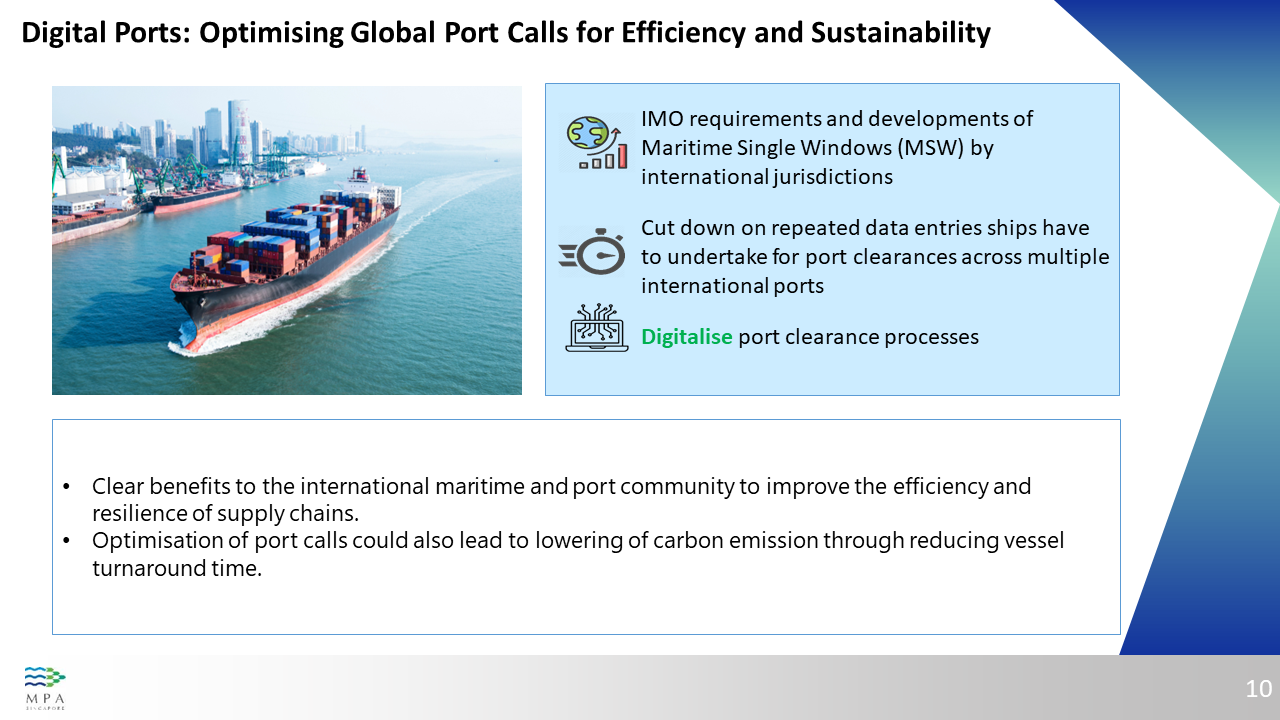 Digital Ports: Optimising Global Port Calls for Efficiency and Sustainability
IMO requirements and developments of
Maritime Single Windows (MSW) by
international jurisdictions
Cut down on repeated data entries ships have
to undertake for port clearances across multiple
international ports
Digitalise port clearance processes
• Clear benefits to the international maritime and port community to improve the efficiency and
resilience of supply chains.
• Optimisation of port calls could also lead to lowering of carbon emission through reducing vessel
turnaround time.
MPA
SINGAPORE
10